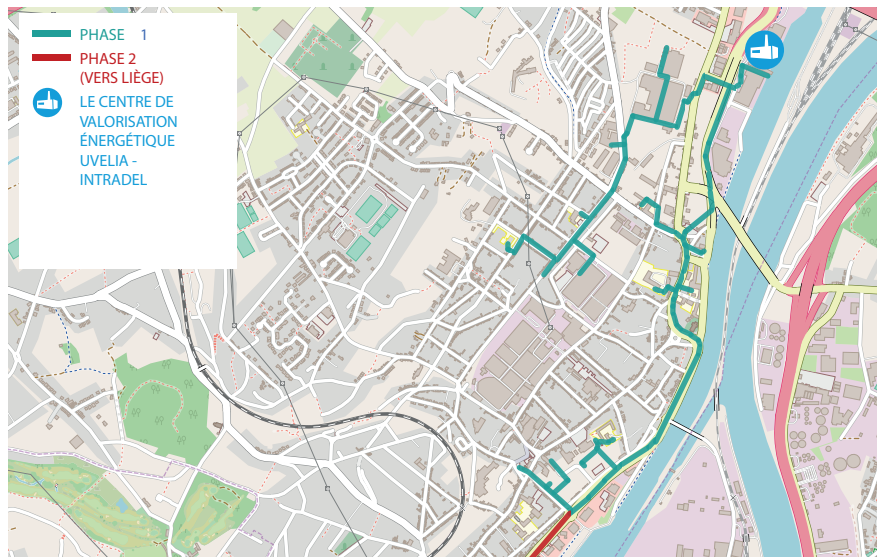 PHASE 1
PHASE 2
(VERS LIÈGE)
LE CENTRE DE
VALORISATION
ÉNERGÉTIQUE
UVELIA -
INTRADEL